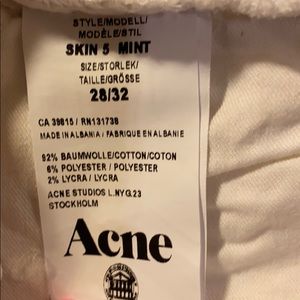 STYLE/MODELL/
MODÈLE/STIL
SKIN 5 MINT
SIZE/STORLEK/
TAILLE/GRÖSSE
28/32
CA 39815 / RN131738
MADE IN ALBANIA / FABRIQUE EN ALBANIE
92% BAUMWOLLE/COTTON/COTON
6% POLYESTER / POLYESTER
2% LYCRA / LYCRA
ACNE STUDIOS L.NYG.23
STOCKHOLM
Acne